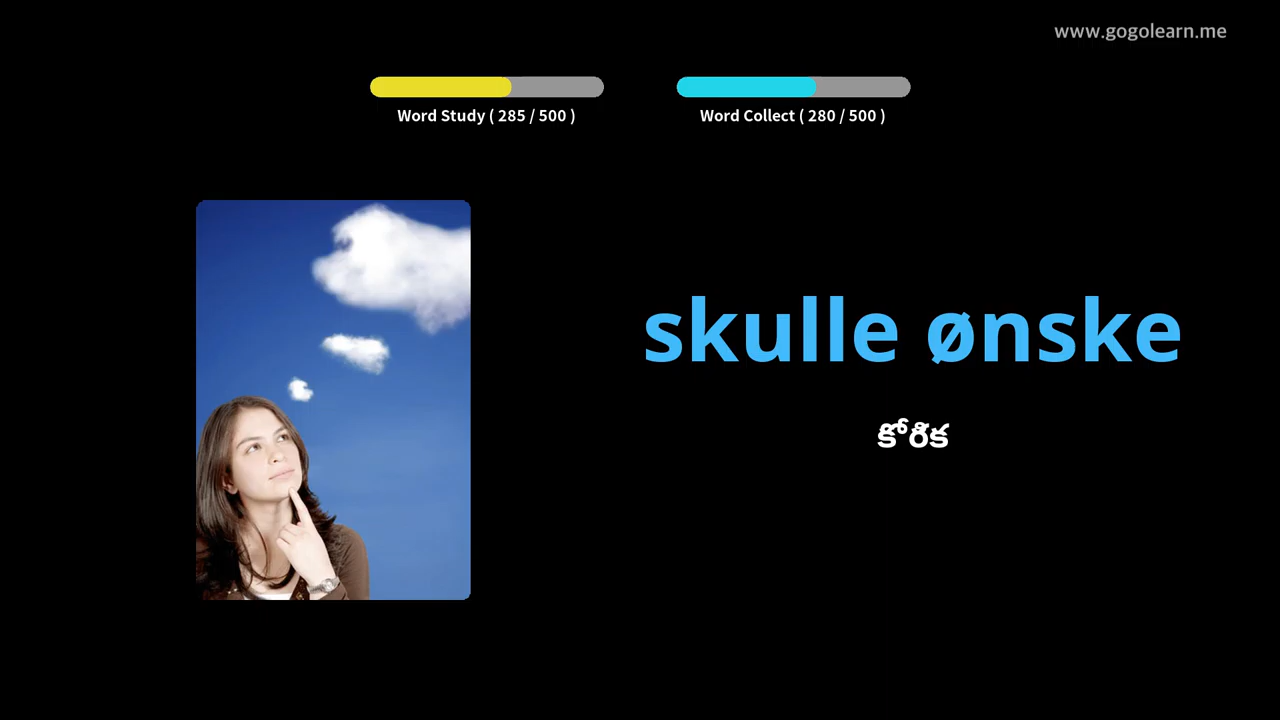 www.gogolearn.me
Word Study ( 285 / 500 )
Word Collect ( 280 / 500 )
skulle ønske
కోరిక